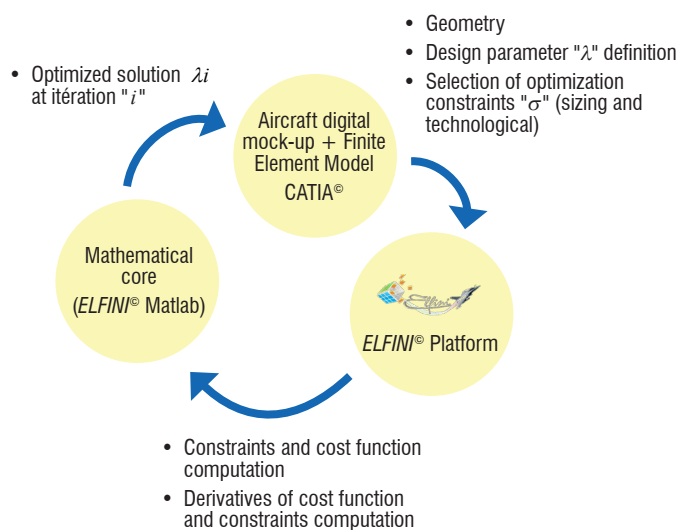 • Geometry
• Design parameter "λ" definition
• Selection of optimization
constraints "σ" (sizing and
technological)
• Optimized solution λi
at itération "i"
Aircraft digital
mock-up + Finite
Element Model
CATIA©
Mathematical
core
(ELFINI© Matlab)
Elfini
ELFINI© Platform
• Constraints and cost function
computation
• Derivatives of cost function
and constraints computation